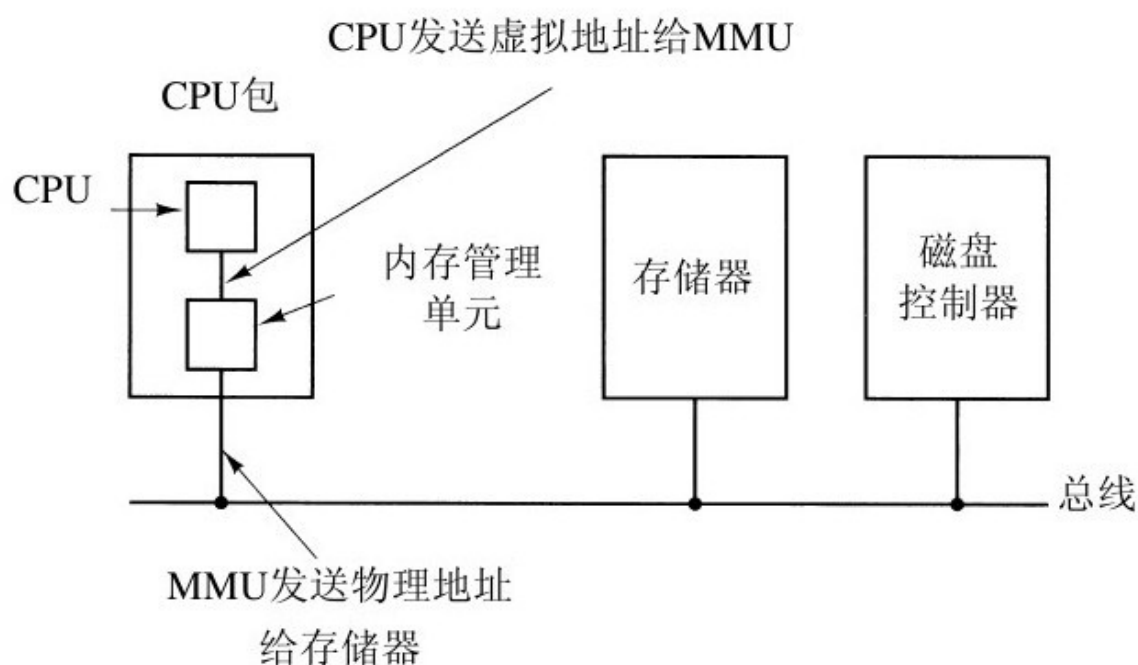 CPU发送虚拟地址给MMU
CPU包
CPU
内存管理
单元
存储器
磁盘
控制器
总线
MMU发送物理地址
给存储器